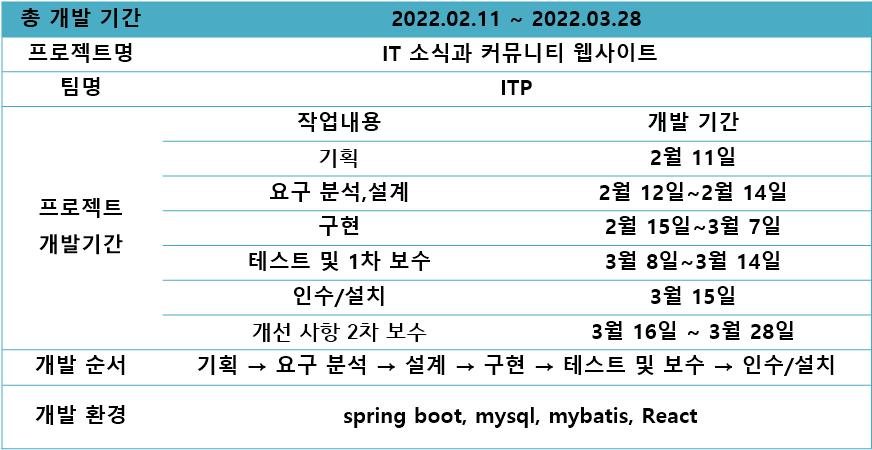 총 개발 기간 2022.02.11 ~ 2022.03.28
프로젝트명 IT 소식과 커뮤니티 웹사이트
팀명 ITP
프로젝트
개발기간
작업내용 개발 기간
기획 2월 11일
요구 분석,설계 2월 12일~2월 14일
구현 2월 15일~3월 7일
테스트 및 1차 보수 3월 8일~3월 14일
인수/설치 3월 15일
개선 사항 2차 보수 3월 16일 ~ 3월 28일
개발 순서 기획 → 요구 분석 → 설계 → 구현 → 테스트 및 보수 → 인수/설치
개발 환경 spring boot, mysql, mybatis, React